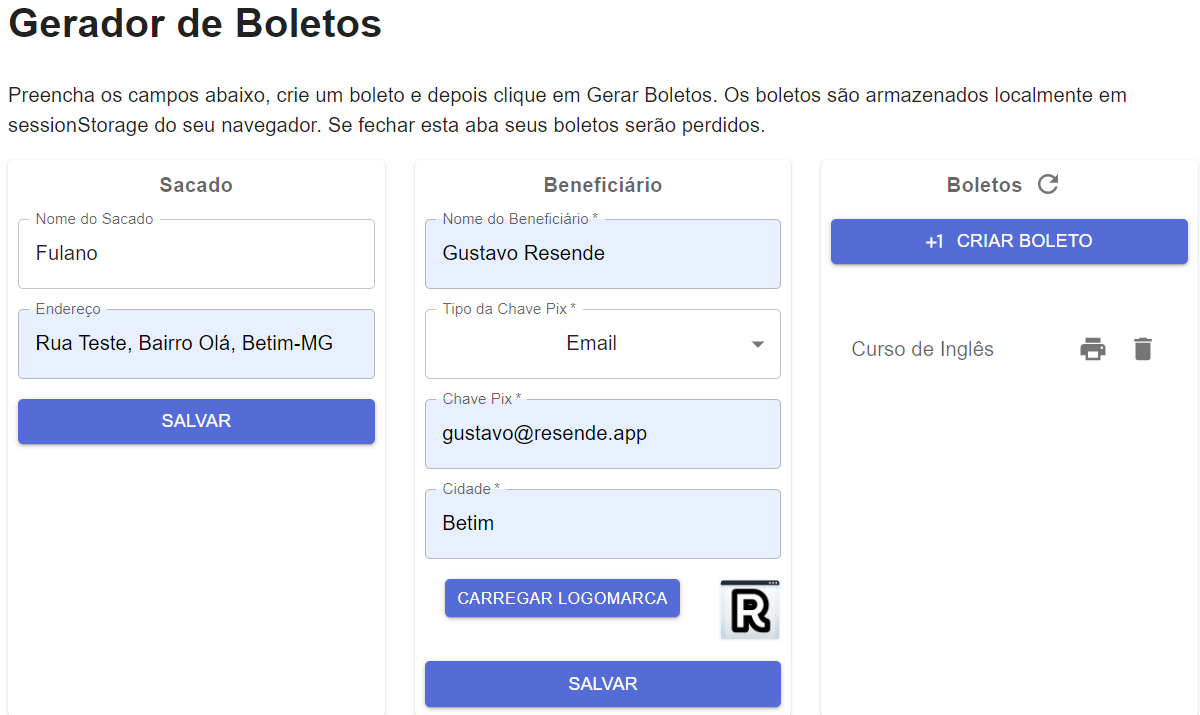 Gerador de Boletos
Preencha os campos abaixo, crie um boleto e depois clique em Gerar Boletos. Os boletos são armazenados localmente em
sessionStorage do seu navegador. Se fechar esta aba seus boletos serão perdidos.
Sacado
Nome do Sacado
Fulano
Endereço
Rua Teste, Bairro Olá, Betim-MG
SALVAR
Beneficiário
Nome do Beneficiário *
Gustavo Resende
Tipo da Chave Pix *
Email
Chave Pix *
gustavo@resende.app
Cidade *
Betim
CARREGAR LOGOMARCA
R
SALVAR
Boletos
+1 CRIAR BOLETO
Curso de Inglês